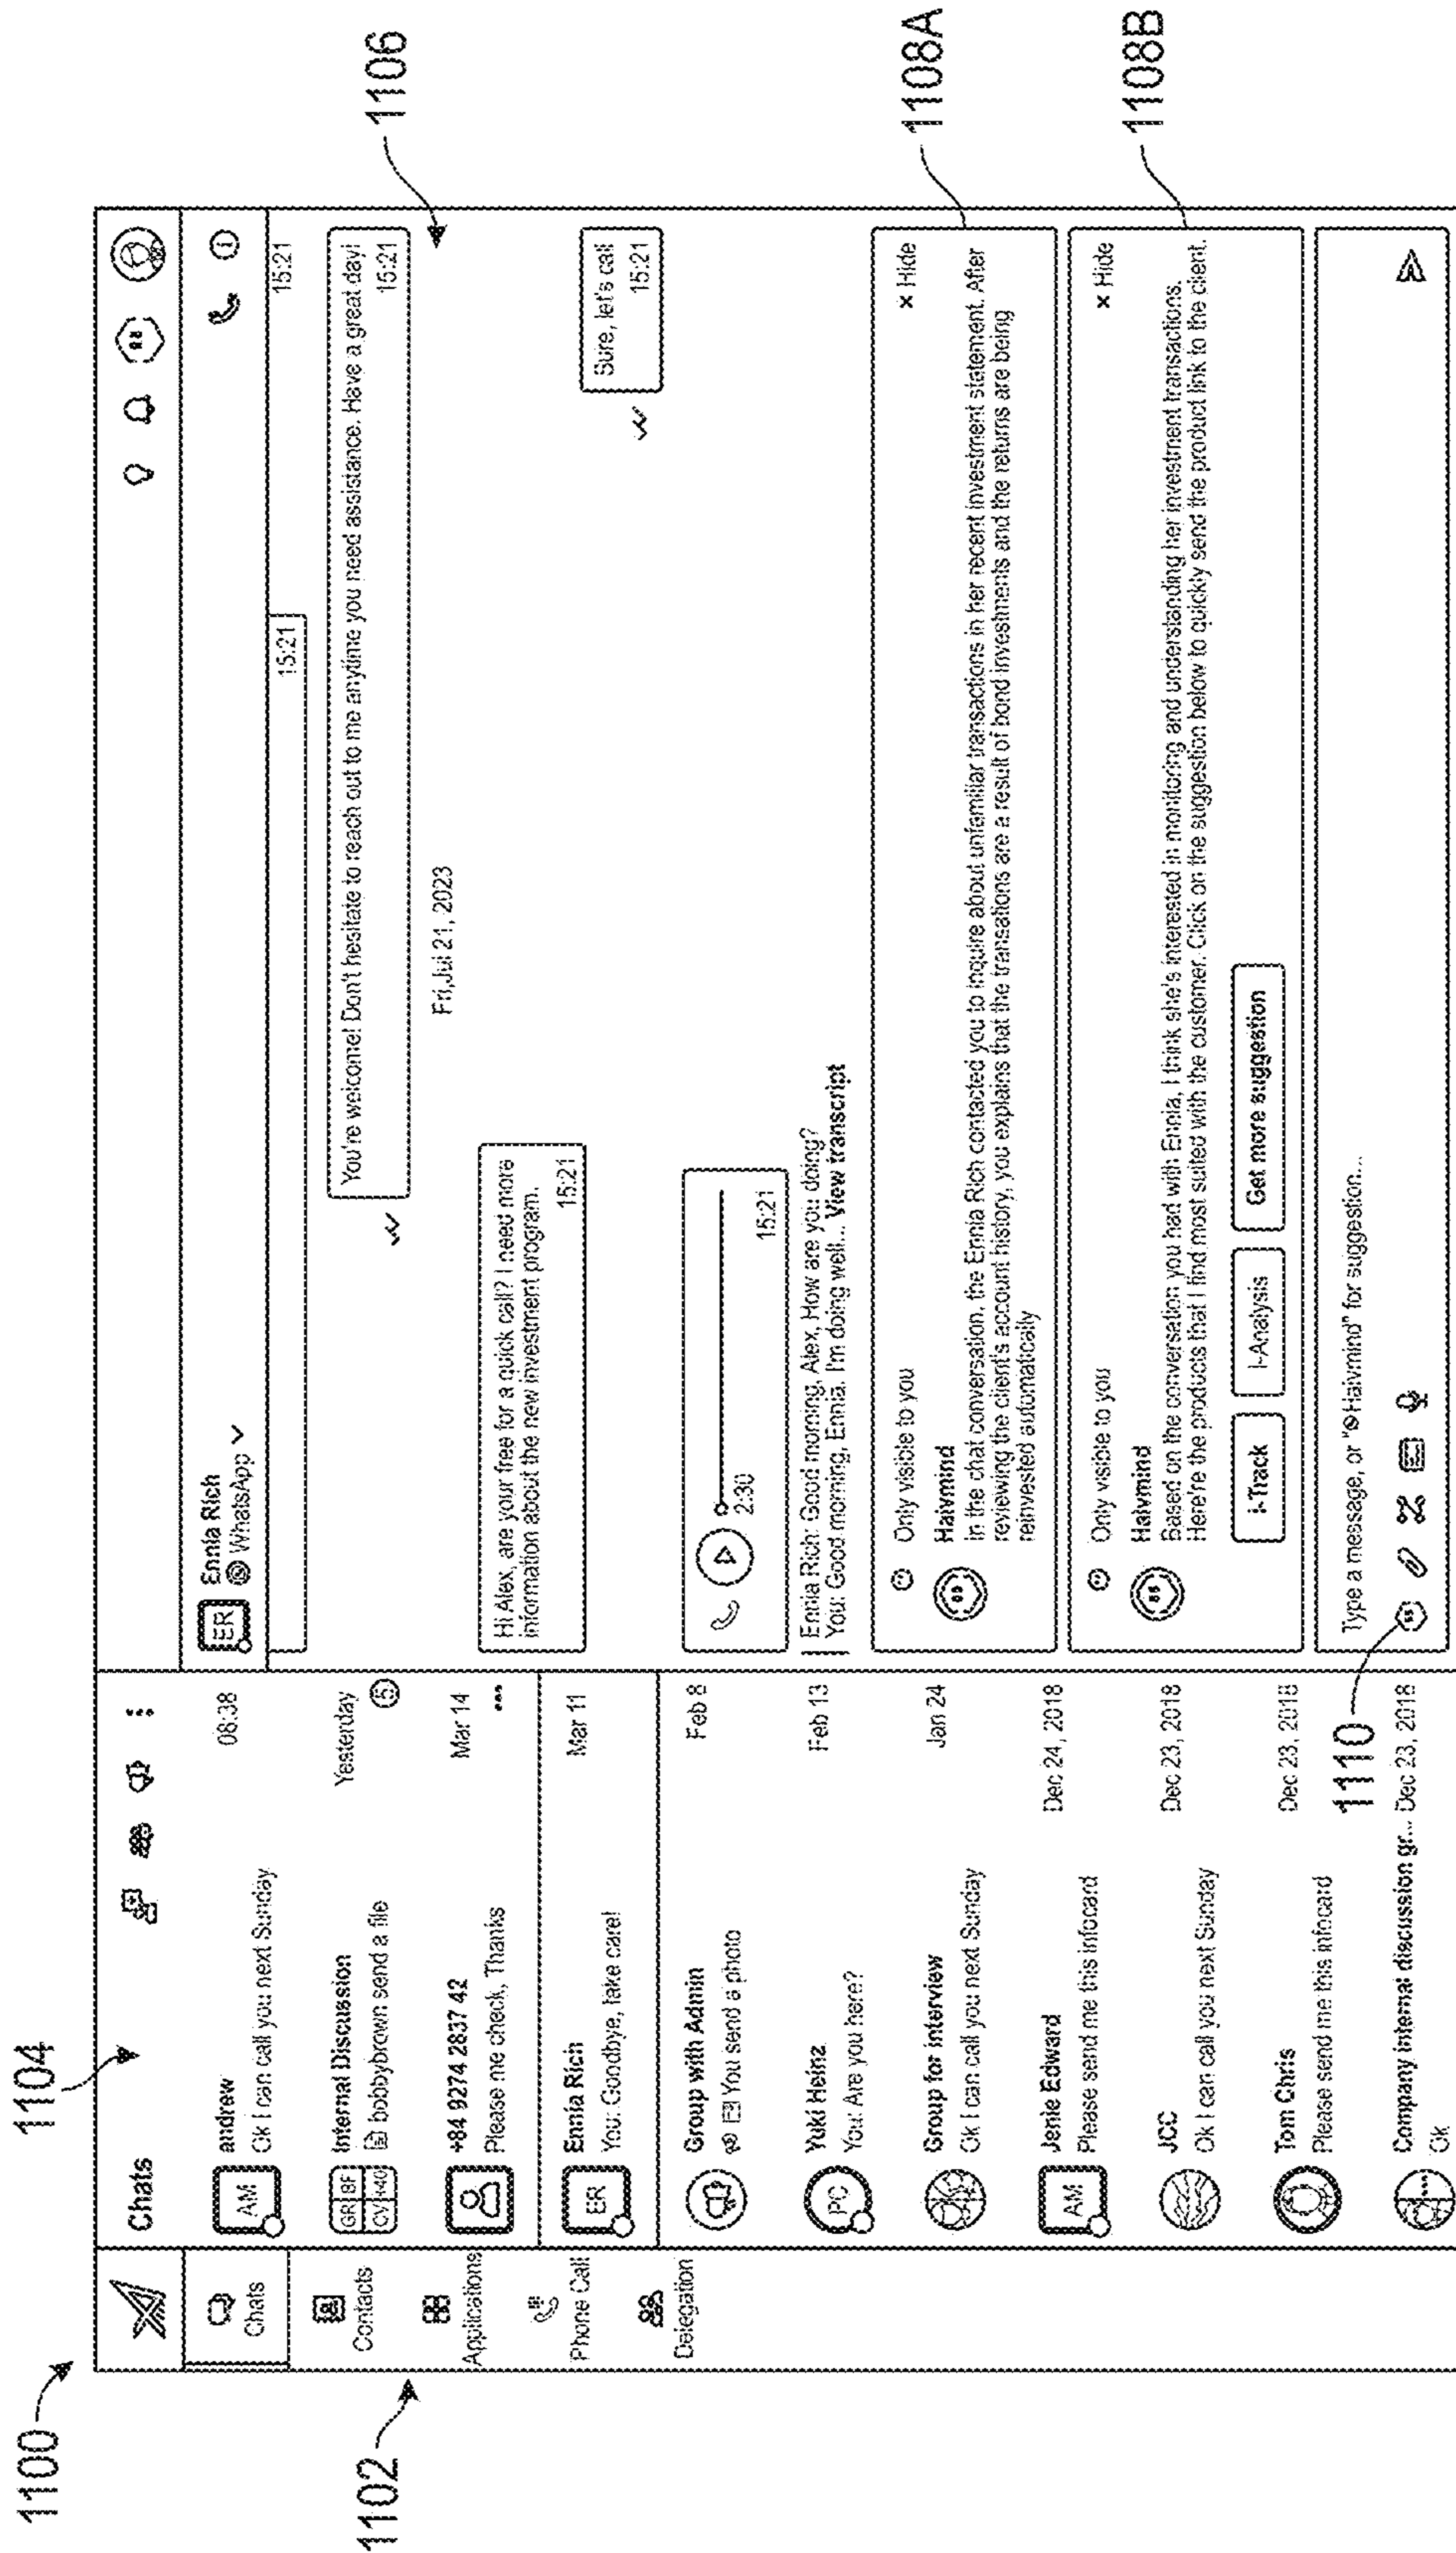 1100
1102
1104
1106
1108A
1108B
1110
Chats
Contacts
Applications
Phone Call
Delegation
Chats
AM
andrew
08:38
Ok I can call you next Sunday
GR BF
CV +40
Internal Discussion
Yesterday
bobbybrown send a file
5
+84 9274 2837 42
Mar 14
Please me check, Thanks
ER
Ennia Rich
Mar 11
You: Goodbye, take care!
Group with Admin
Feb 8
You send a photo
PC
Yuki Heinz
Feb 13
You: Are you here?
Group for interview
Jan 24
Ok I can call you next Sunday
AM
Jenie Edward
Dec 24, 2018
Please send me this infocard
JCC
Dec 23, 2018
Ok I can call you next Sunday
Tom Chris
Dec 23, 2018
Please send me this infocard
Company internal discussion gr... Dec 23, 2018
Ok
ER
Ennia Rich
WhatsApp
15:21
15:21
You're welcome! Don't hesitate to reach out to me anytime you need assistance. Have a great day!
15:21
Fri,Jul 21, 2023
Hi Alex, are your free for a quick call? I need more
information about the new investment program.
15:21
Sure, let's call
15:21
2:30
15:21
Ennia Rich: Good morning, Alex, How are you doing?
You: Good morning, Ennia. I'm doing well... View transcript
Only visible to you
× Hide
Haivmind
In the chat conversation, the Ennia Rich contacted you to inquire about unfamiliar transactions in her recent investment statement. After
reviewing the client's account history, you explains that the transations are a result of bond investments and the returns are being
reinvested automatically
Only visible to you
× Hide
Haivmind
Based on the conversation you had with Ennia, I think she's interested in monitoring and understanding her investment transactions.
Here're the products that I find most suited with the customer. Click on the suggestion below to quickly send the product link to the client.
i-Track
I-Analysis
Get more suggestion
Type a message, or "@Haivmind" for suggestion...